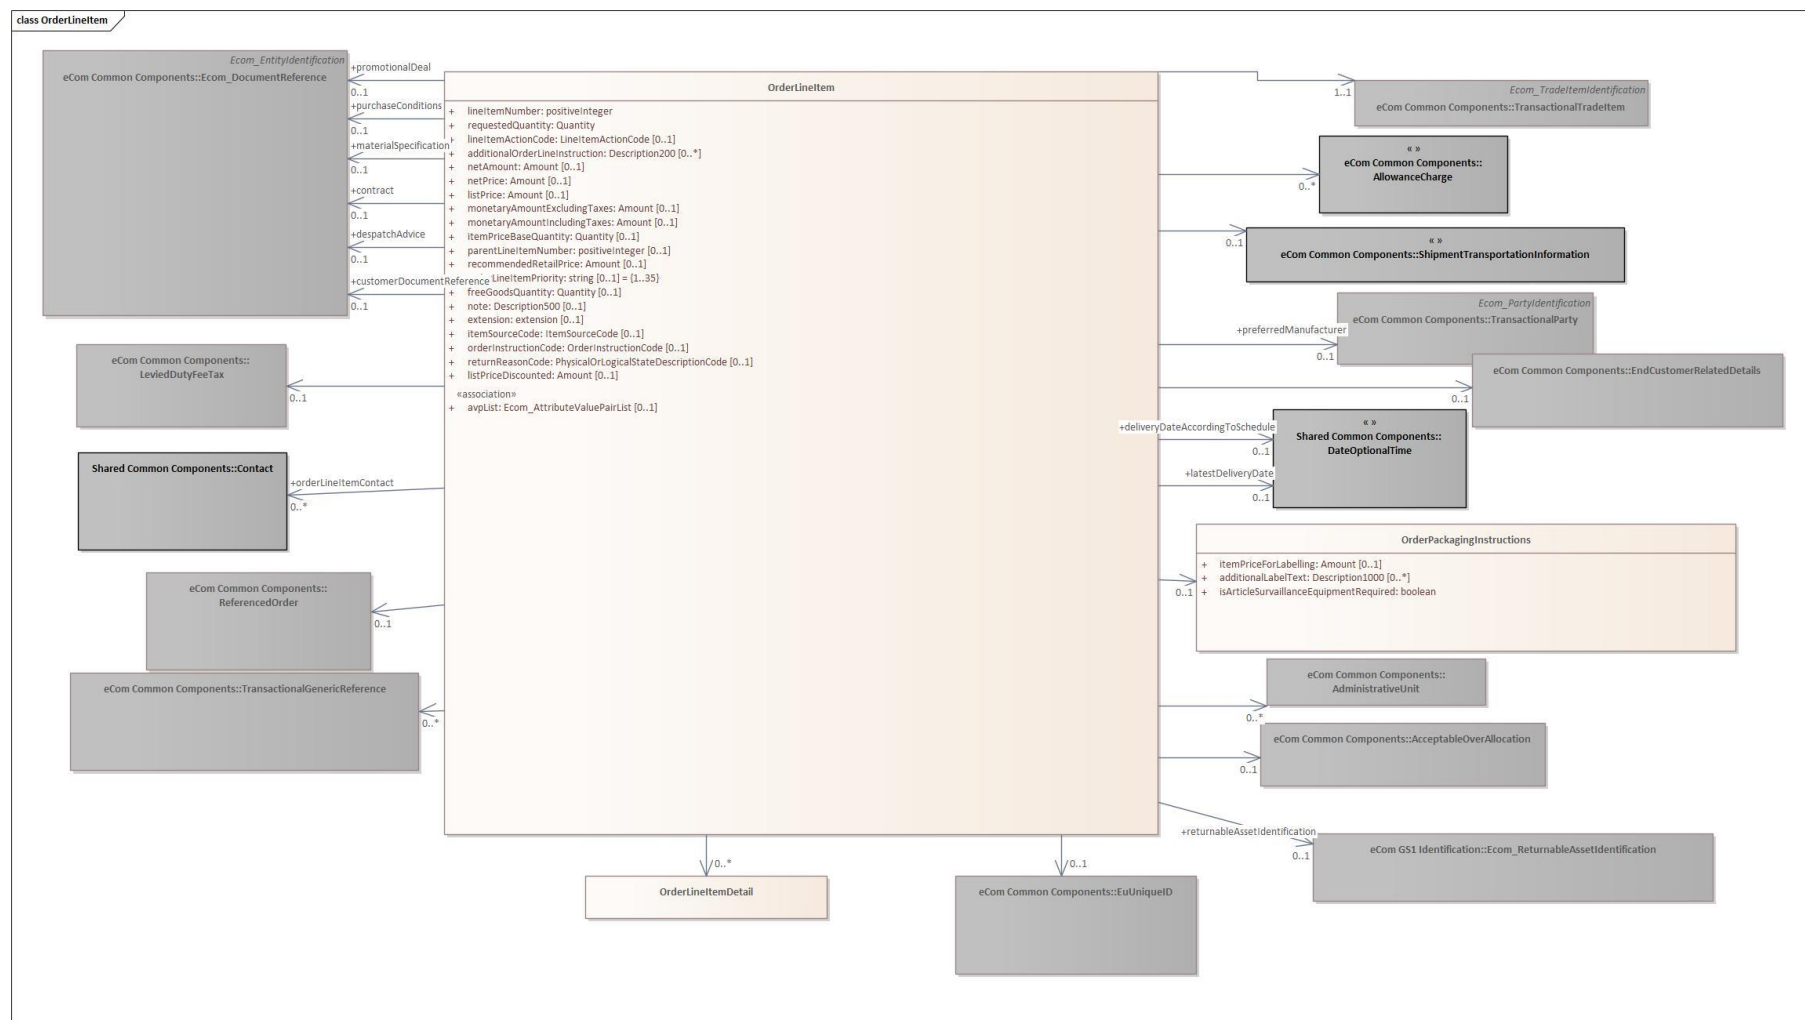 class OrderLineItem
Ecom_EntityIdentification
eCom Common Components::Ecom_DocumentReference
+promotionalDeal
0..1
+purchaseConditions
0..1
+materialSpecification
0..1
+contract
0..1
+despatchAdvice
0..1
+customerDocumentReference
0..1
eCom Common Components::
LeviedDutyFeeTax
0..1
Shared Common Components::Contact
+orderLineItemContact
0..*
eCom Common Components::
ReferencedOrder
0..1
eCom Common Components::TransactionalGenericReference
0..*
OrderLineItem
+ lineItemNumber: positiveInteger
+ requestedQuantity: Quantity
+ lineItemActionCode: LineItemActionCode [0..1]
+ additionalOrderLineInstruction: Description200 [0..*]
+ netAmount: Amount [0..1]
+ netPrice: Amount [0..1]
+ listPrice: Amount [0..1]
+ monetaryAmountExcludingTaxes: Amount [0..1]
+ monetaryAmountIncludingTaxes: Amount [0..1]
+ itemPriceBaseQuantity: Quantity [0..1]
+ parentLineItemNumber: positiveInteger [0..1]
+ recommendedRetailPrice: Amount [0..1]
LineItemPriority: string [0..1] = {1..35}
+ freeGoodsQuantity: Quantity [0..1]
+ note: Description500 [0..1]
+ extension: extension [0..1]
+ itemSourceCode: ItemSourceCode [0..1]
+ orderInstructionCode: OrderInstructionCode [0..1]
+ returnReasonCode: PhysicalOrLogicalStateDescriptionCode [0..1]
+ listPriceDiscounted: Amount [0..1]
«association»
+ avpList: Ecom_AttributeValuePairList [0..1]
1..1
Ecom_TradeItemIdentification
eCom Common Components::TransactionalTradeItem
0..*
« »
eCom Common Components::
AllowanceCharge
0..1
« »
eCom Common Components::ShipmentTransportationInformation
+preferredManufacturer
0..1
Ecom_PartyIdentification
eCom Common Components::TransactionalParty
0..1
eCom Common Components::EndCustomerRelatedDetails
+deliveryDateAccordingToSchedule
0..1
+latestDeliveryDate
0..1
« »
Shared Common Components::
DateOptionalTime
0..1
OrderPackagingInstructions
+ itemPriceForLabelling: Amount [0..1]
+ additionalLabelText: Description1000 [0..*]
+ isArticleSurvaillanceEquipmentRequired: boolean
0..*
eCom Common Components::
AdministrativeUnit
0..1
eCom Common Components::AcceptableOverAllocation
+returnableAssetIdentification
0..1
eCom GS1 Identification::Ecom_ReturnableAssetIdentification
0..*
OrderLineItemDetail
0..1
eCom Common Components::EuUniqueID